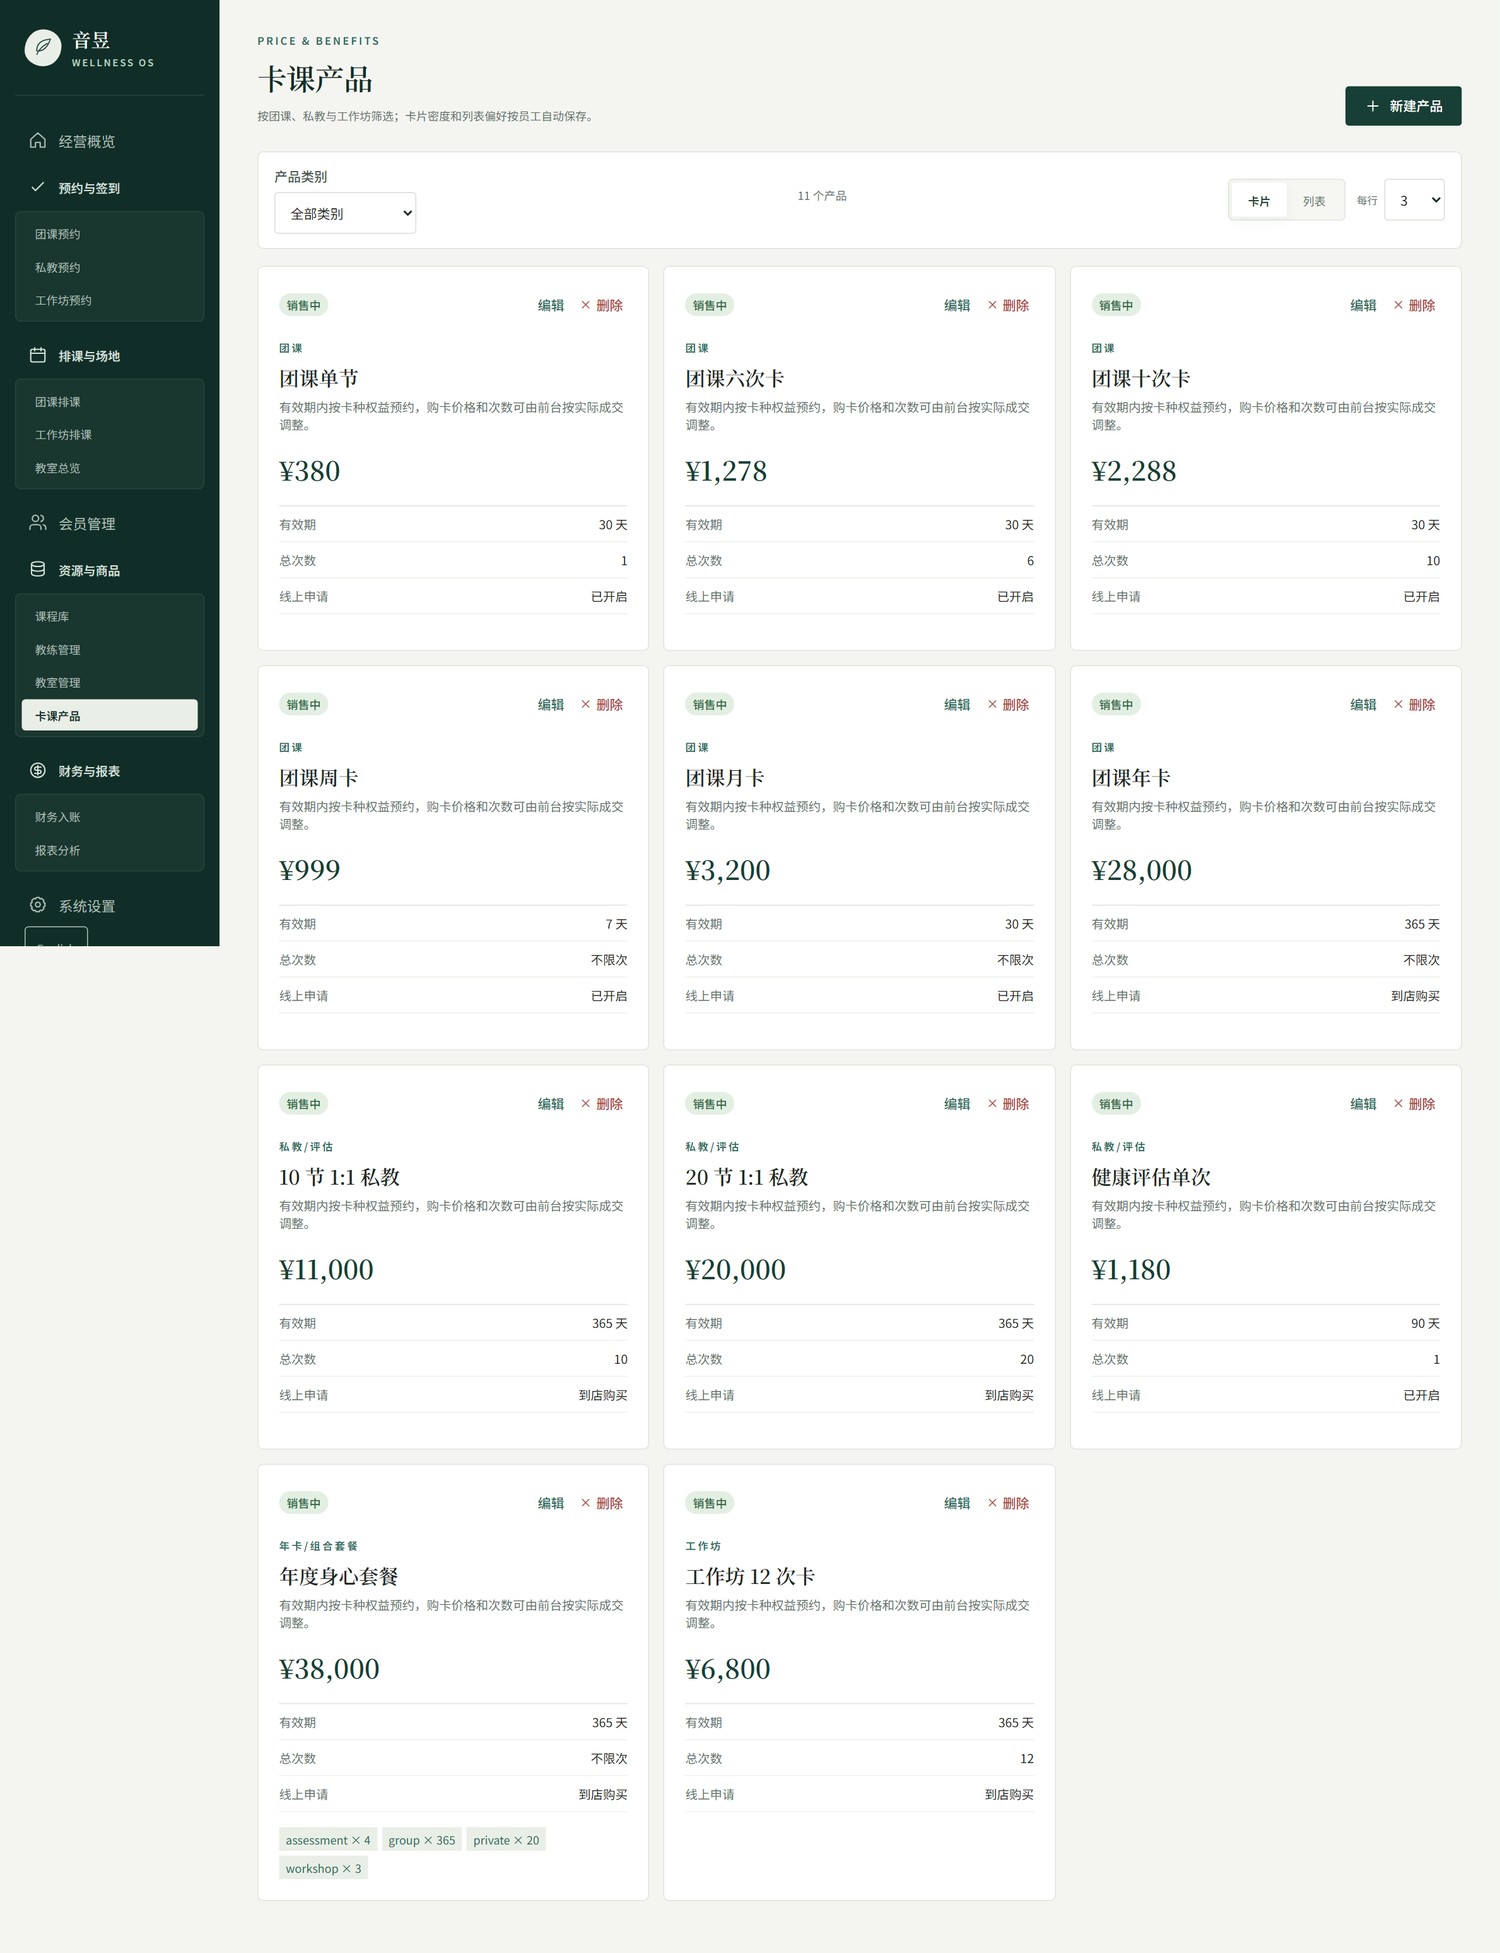 音昱
WELLNESS OS
经营概览
预约与签到
团课预约
私教预约
工作坊预约
排课与场地
团课排课
工作坊排课
教室总览
会员管理
资源与商品
课程库
教练管理
教室管理
卡课产品
财务与报表
财务入账
报表分析
系统设置
PRICE & BENEFITS
卡课产品
按团课、私教与工作坊筛选；卡片密度和列表偏好按员工自动保存。
+ 新建产品
产品类别
全部类别
11 个产品
卡片 列表 每行 3
销售中 编辑 × 删除
团课
团课单节
有效期内按卡种权益预约，购卡价格和次数可由前台按实际成交
调整。
¥380
有效期 30 天
总次数 1
线上申请 已开启
销售中 编辑 × 删除
团课
团课六次卡
有效期内按卡种权益预约，购卡价格和次数可由前台按实际成交
调整。
¥1,278
有效期 30 天
总次数 6
线上申请 已开启
销售中 编辑 × 删除
团课
团课十次卡
有效期内按卡种权益预约，购卡价格和次数可由前台按实际成交
调整。
¥2,288
有效期 30 天
总次数 10
线上申请 已开启
销售中 编辑 × 删除
团课
团课周卡
有效期内按卡种权益预约，购卡价格和次数可由前台按实际成交
调整。
¥999
有效期 7 天
总次数 不限次
线上申请 已开启
销售中 编辑 × 删除
团课
团课月卡
有效期内按卡种权益预约，购卡价格和次数可由前台按实际成交
调整。
¥3,200
有效期 30 天
总次数 不限次
线上申请 已开启
销售中 编辑 × 删除
团课
团课年卡
有效期内按卡种权益预约，购卡价格和次数可由前台按实际成交
调整。
¥28,000
有效期 365 天
总次数 不限次
线上申请 到店购买
销售中 编辑 × 删除
私教/评估
10 节 1:1 私教
有效期内按卡种权益预约，购卡价格和次数可由前台按实际成交
调整。
¥11,000
有效期 365 天
总次数 10
线上申请 到店购买
销售中 编辑 × 删除
私教/评估
20 节 1:1 私教
有效期内按卡种权益预约，购卡价格和次数可由前台按实际成交
调整。
¥20,000
有效期 365 天
总次数 20
线上申请 到店购买
销售中 编辑 × 删除
私教/评估
健康评估单次
有效期内按卡种权益预约，购卡价格和次数可由前台按实际成交
调整。
¥1,180
有效期 90 天
总次数 1
线上申请 已开启
销售中 编辑 × 删除
年卡/组合套餐
年度身心套餐
有效期内按卡种权益预约，购卡价格和次数可由前台按实际成交
调整。
¥38,000
有效期 365 天
总次数 不限次
线上申请 到店购买
assessment × 4 group × 365 private × 20
workshop × 3
销售中 编辑 × 删除
工作坊
工作坊 12 次卡
有效期内按卡种权益预约，购卡价格和次数可由前台按实际成交
调整。
¥6,800
有效期 365 天
总次数 12
线上申请 到店购买